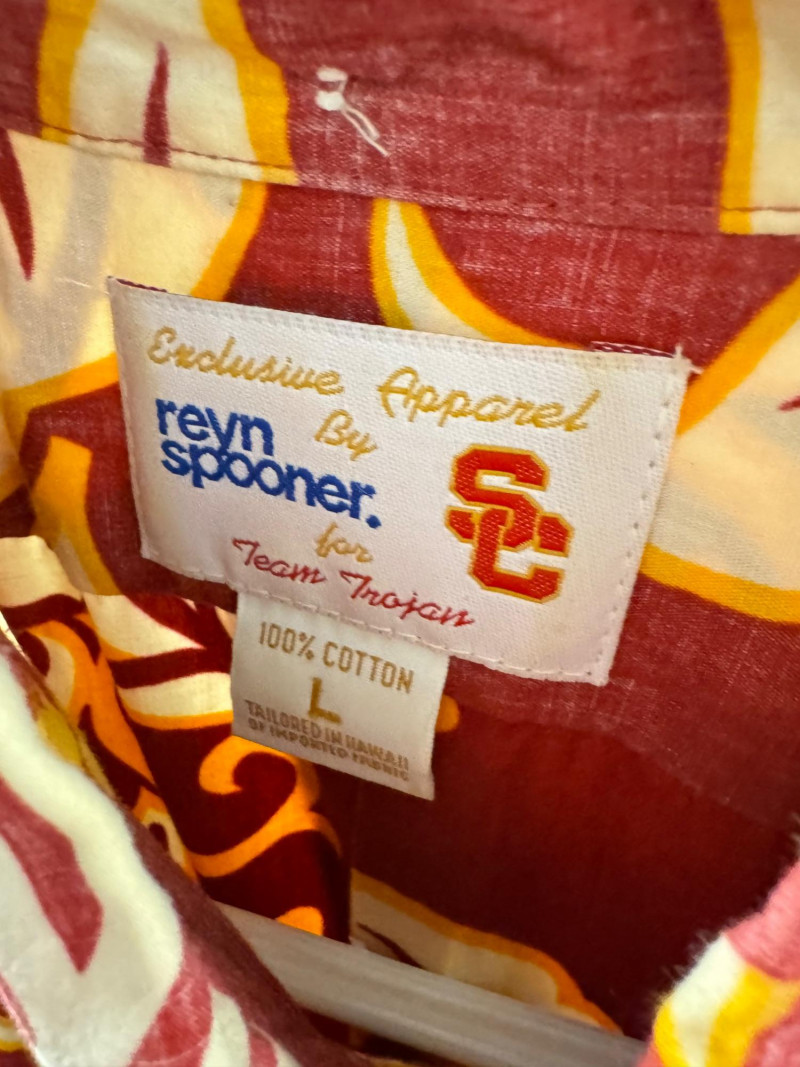 Exclusive Apparel
By
reyn
spooner.
SC
for
Team Trojan
100% COTTON
L
TAILORED IN HAWAII
OF IMPORTED FABRIC